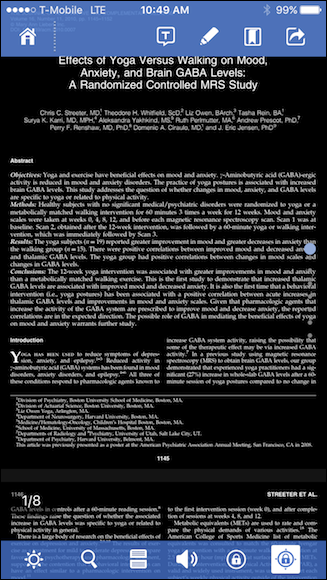 T-Mobile LTE 10:49 AM 99%
Effects of Yoga Versus Walking on Mood,
Anxiety, and Brain GABA Levels:
A Randomized Controlled MRS Study
Chris C. Streeter, MD,¹ Theodore H. Whitfield, ScD,² Liz Owen, BArch,³ Tasha Rein, BA,¹
Surya K. Karri, MD, MPH,⁴ Aleksandra Yakhkind, MS,⁵ Ruth Perlmutter, MA,⁶ Andrew Prescot, PhD,⁷
Perry F. Renshaw, MD, PhD,⁸ Domenic A. Ciraulo, MD,¹ and J. Eric Jensen, PhD⁹
Abstract
Objectives: Yoga and exercise have beneficial effects on mood and anxiety. γ-Aminobutyric acid (GABA)-ergic
activity is reduced in mood and anxiety disorders. The practice of yoga postures is associated with increased
brain GABA levels. This study addresses the question of whether changes in mood, anxiety, and GABA levels
are specific to yoga or related to physical activity.
Methods: Healthy subjects with no significant medical/psychiatric disorders were randomized to yoga or a
metabolically matched walking intervention for 60 minutes 3 times a week for 12 weeks. Mood and anxiety
scales were taken at weeks 0, 4, 8, 12, and before each magnetic resonance spectroscopy scan. Scan 1 was at
baseline. Scan 2, obtained after the 12-week intervention, was followed by a 60-minute yoga or walking inter-
vention, which was immediately followed by Scan 3.
Results: The yoga subjects (n = 19) reported greater improvement in mood and greater decreases in anxiety than
the walking group (n = 15). There were positive correlations between improved mood and decreased
and thalamic GABA levels. The yoga group had positive correlations between changes in mood scales and
changes in GABA levels.
Conclusions: The 12-week yoga intervention was associated with greater improvements in mood and anxiety
than a metabolically matched walking exercise. This is the first study to demonstrate that increased thalamic
GABA levels are associated with improved mood and decreased anxiety. It is also the first time that a behavioral
intervention (i.e., yoga postures) has been associated with a positive correlation between acute increases in
thalamic GABA levels and improvements in mood and anxiety scales. Given that pharmacologic agents that
increase the activity of the GABA system are prescribed to improve mood and decrease anxiety, the reported
correlations are in the expected direction. The possible role of GABA in mediating the beneficial effects of yoga
on mood and anxiety warrants further study.
Introduction
Yoga has been used to reduce symptoms of depres-
sion, anxiety, and epilepsy. Reduced activity in
γ-aminobutyric acid (GABA) systems has been found in mood
disorders, anxiety disorders, and epilepsy. All three of
these conditions respond to pharmacologic agents known to
increase GABA system activity, raising the possibility that
some of the therapeutic effect may be via increased GABA
activity. In a previous study using magnetic resonance
spectroscopy (MRS) to obtain brain GABA levels, our group
demonstrated that experienced yoga practitioners had a sig-
nificant (27%) increase in whole-slab GABA levels after a 60-
minute session of yoga postures compared to no change in
¹Division of Psychiatry, Boston University School of Medicine, Boston, MA.
²Division of Actuarial Science, Boston University, Boston, MA.
³Liz Owen Yoga, Arlington, MA.
⁴Department of Neurosurgery, Harvard University, Boston, MA.
⁵Medicine/Hematology-Oncology, Children's Hospital Boston, Boston, MA.
⁶School of Medicine, University of Massachusetts, Boston, MA.
⁷Departments of Radiology and Psychiatry, University of Utah, Salt Lake City, UT.
Department of Psychiatry, Harvard University, Belmont, MA.
This article was previously presented as a poster at the American Psychiatric Association Annual Meeting, San Francisco, CA in 2008.
1145
1146 STREETER ET AL.
1/8
GABA levels in controls after a 60-minute reading session.
These findings raise the question of whether the associated
increase in GABA levels was specific to yoga or related to
physical activity in general.
There is a large body of research on the beneficial effects of
to the first intervention session (week 0), and after comple-
tion of sessions at weeks 4, 8, and 12.
Metabolic equivalents (METs) are used to rate and com-
pare the physical demands of various activities. The
American College of Sports Medicine list of metabolic